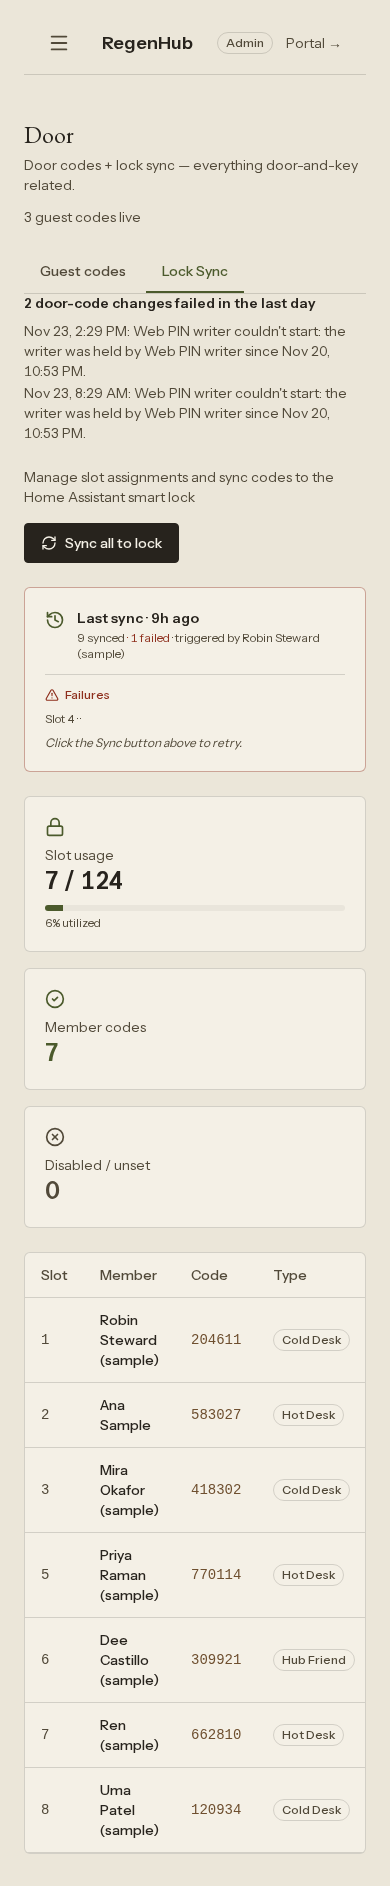 RegenHub Admin Portal →
Door
Door codes + lock sync — everything door-and-key
related.
3 guest codes live
Guest codes Lock Sync
2 door-code changes failed in the last day
Nov 23, 2:29 PM: Web PIN writer couldn't start: the
writer was held by Web PIN writer since Nov 20,
10:53 PM.
Nov 23, 8:29 AM: Web PIN writer couldn't start: the
writer was held by Web PIN writer since Nov 20,
10:53 PM.
Manage slot assignments and sync codes to the
Home Assistant smart lock
Sync all to lock
Last sync · 9h ago
9 synced · 1 failed · triggered by Robin Steward
(sample)
Failures
Slot 4 · ·
Click the Sync button above to retry.
Slot usage
7 / 124
6% utilized
Member codes
7
Disabled / unset
0
Slot Member Code Type
1 Robin Steward (sample) 204611 Cold Desk
2 Ana Sample 583027 Hot Desk
3 Mira Okafor (sample) 418302 Cold Desk
5 Priya Raman (sample) 770114 Hot Desk
6 Dee Castillo (sample) 309921 Hub Friend
7 Ren (sample) 662810 Hot Desk
8 Uma Patel (sample) 120934 Cold Desk